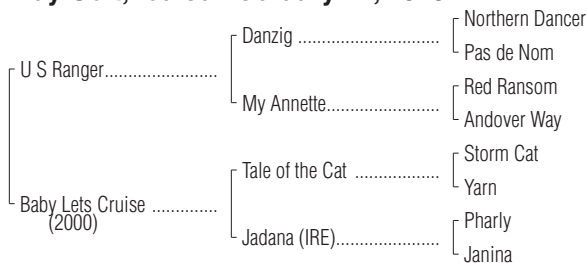 Northern Dancer
Danzig ..................................
Pas de Nom
U S Ranger...........................
Red Ransom
My Annette...........................
Andover Way
Storm Cat
Tale of the Cat ....................
Yarn
Baby Lets Cruise ................
(2000)
Pharly
Jadana (IRE).........................
Janina